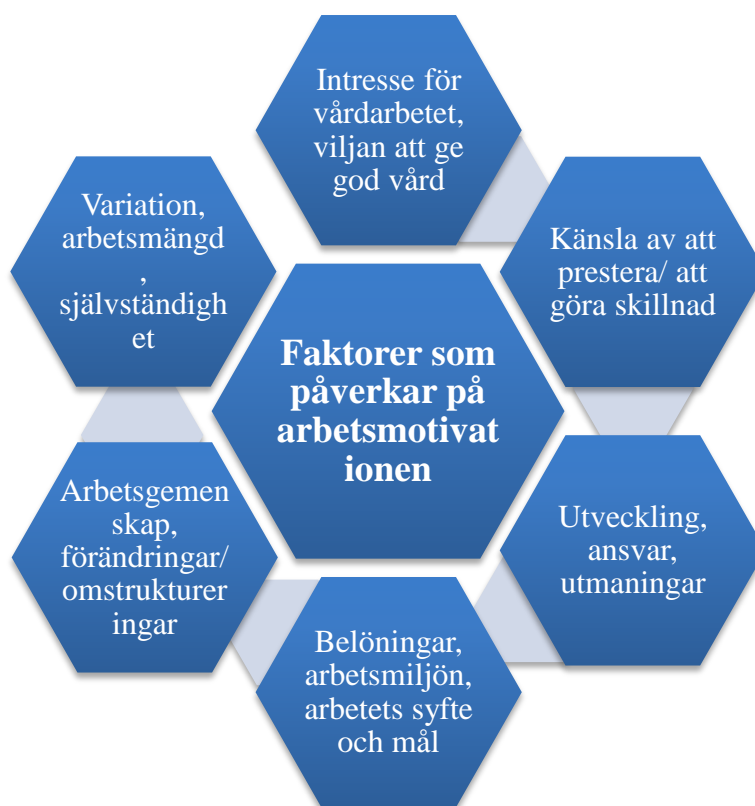 Intresse för
vårdarbetet,
viljan att ge
god vård
Känsla av att
prestera/ att
göra skillnad
Utveckling,
ansvar,
utmaningar
Belöningar,
arbetsmiljön,
arbetets syfte
och mål
Arbetsgemen
skap,
förändringar/
omstrukturer
ingar
Variation,
arbetsmängd
,
självständigh
et
Faktorer som
påverkar på
arbetsmotivat
ionen